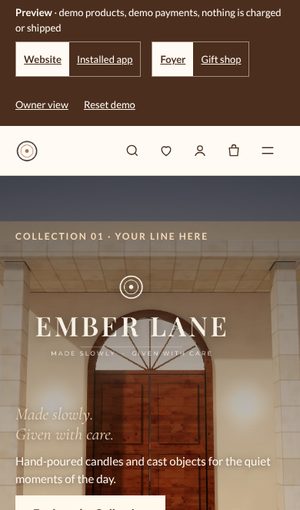 Preview · demo products, demo payments, nothing is charged
or shipped
Website Installed app Foyer Gift shop
Owner view Reset demo
COLLECTION 01 · YOUR LINE HERE
EMBER LANE
MADE SLOWLY GIVEN WITH CARE
Made slowly.
Given with care.
Hand-poured candles and cast objects for the quiet
moments of the day.